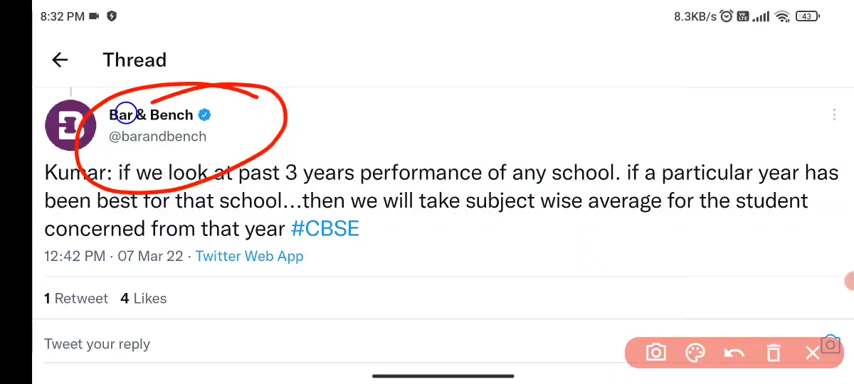 8:32 PM 8.3KB/s 43
Thread
Bar & Bench
@barandbench
Kumar: if we look at past 3 years performance of any school. if a particular year has
been best for that school...then we will take subject wise average for the student
concerned from that year #CBSE
12:42 PM · 07 Mar 22 · Twitter Web App
1 Retweet 4 Likes
Tweet your reply